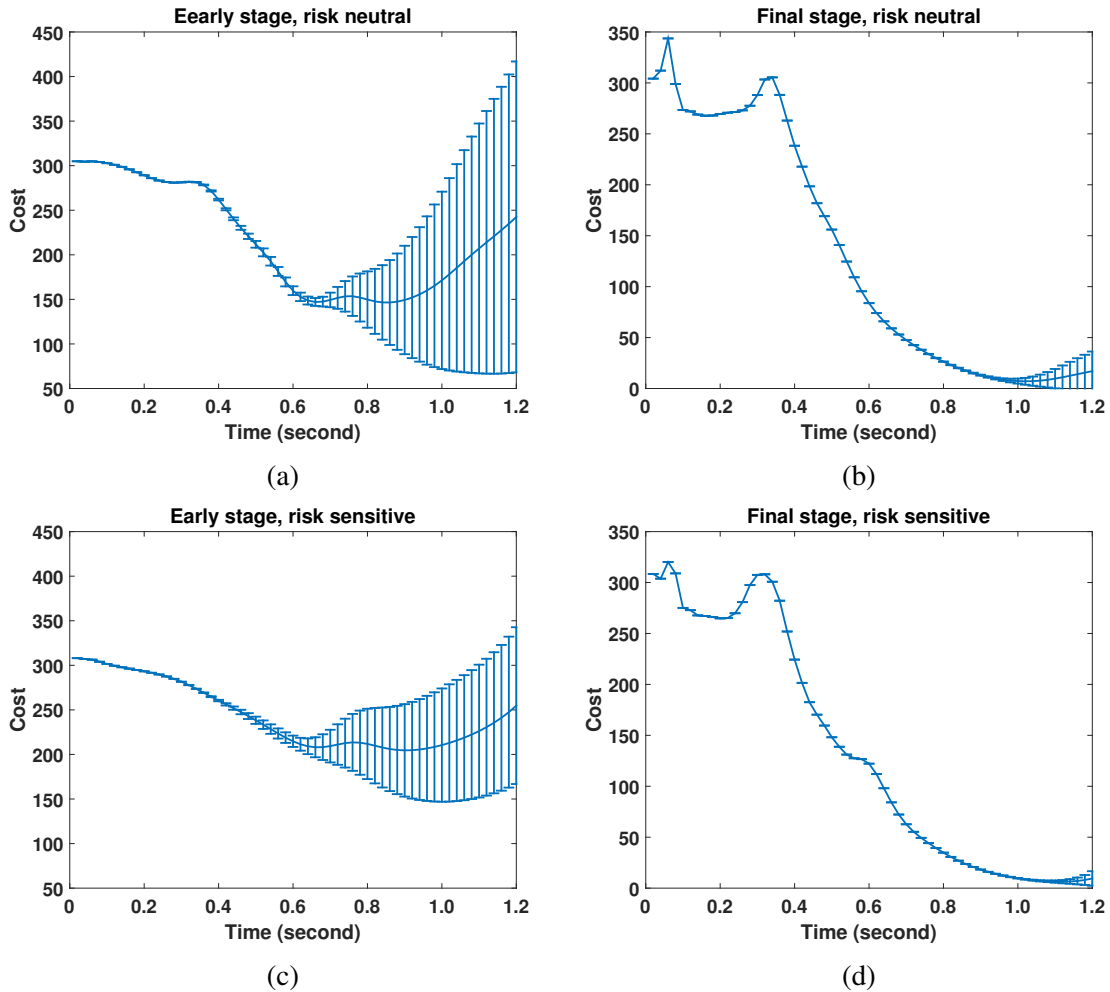 Eearly stage, risk neutral
450
400
350
300
250
200
150
100
50
Cost
0 0.2 0.4 0.6 0.8 1.0 1.2
Time (second)
(a)
Final stage, risk neutral
350
300
250
200
150
100
50
0
Cost
0 0.2 0.4 0.6 0.8 1.0 1.2
Time (second)
(b)
Early stage, risk sensitive
450
400
350
300
250
200
150
100
50
Cost
0 0.2 0.4 0.6 0.8 1.0 1.2
Time (second)
(c)
Final stage, risk sensitive
350
300
250
200
150
100
50
0
Cost
0 0.2 0.4 0.6 0.8 1.0 1.2
Time (second)
(d)